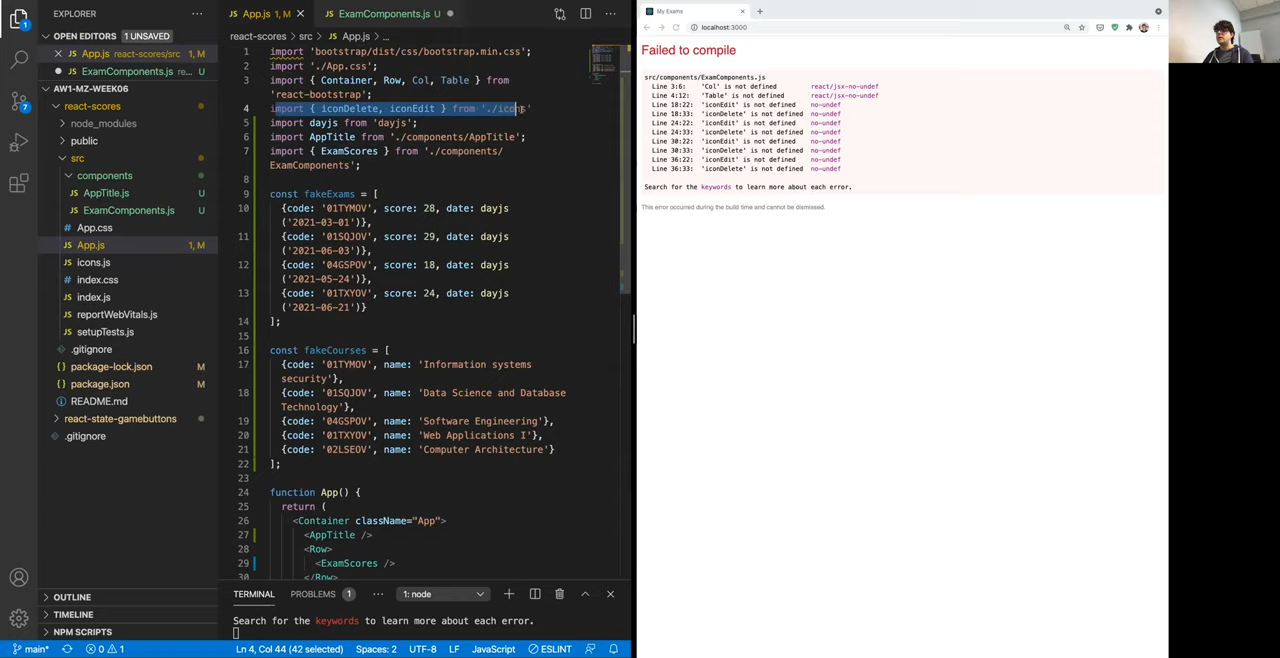 EXPLORER
OPEN EDITORS 1 UNSAVED
App.js react-scores/src 1, M
ExamComponents.js re... U
AW1-MZ-WEEK06
react-scores
node_modules
public
src
components
AppTitle.js U
ExamComponents.js U
App.css
App.js 1, M
icons.js
index.css
index.js
reportWebVitals.js
setupTests.js
.gitignore
package-lock.json M
package.json M
README.md
react-state-gamebuttons
.gitignore
OUTLINE
TIMELINE
NPM SCRIPTS
App.js 1, M
ExamComponents.js U
react-scores > src > App.js > ...
1 import 'bootstrap/dist/css/bootstrap.min.css';
2 import './App.css';
3 import { Container, Row, Col, Table } from
'react-bootstrap';
4 import { iconDelete, iconEdit } from './icons'
5 import dayjs from 'dayjs';
6 import AppTitle from './components/AppTitle';
7 import { ExamScores } from './components/
ExamComponents';
8
9 const fakeExams = [
10 {code: '01TYMOV', score: 28, date: dayjs
('2021-03-01')},
11 {code: '01SQJOV', score: 29, date: dayjs
('2021-06-03')},
12 {code: '04GSPOV', score: 18, date: dayjs
('2021-05-24')},
13 {code: '01TXYOV', score: 24, date: dayjs
('2021-06-21')}
14 ];
15
16 const fakeCourses = [
17 {code: '01TYMOV', name: 'Information systems
security'},
18 {code: '01SQJOV', name: 'Data Science and Database
Technology'},
19 {code: '04GSPOV', name: 'Software Engineering'},
20 {code: '01TXYOV', name: 'Web Applications I'},
21 {code: '02LSEOV', name: 'Computer Architecture'}
22 ];
23
24 function App() {
25 return (
26 <Container className="App">
27 <AppTitle />
28 <Row>
29 <ExamScores />
30 </Row>
TERMINAL PROBLEMS 1 ... 1: node
Search for the keywords to learn more about each error.
main* 0 1 Ln 4, Col 44 (42 selected) Spaces: 2 UTF-8 LF JavaScript ESLINT
1
7
My Exams
localhost:3000
Failed to compile
src/components/ExamComponents.js
Line 3:6: 'Col' is not defined react/jsx-no-undef
Line 4:12: 'Table' is not defined react/jsx-no-undef
Line 18:22: 'iconEdit' is not defined no-undef
Line 18:33: 'iconDelete' is not defined no-undef
Line 24:22: 'iconEdit' is not defined no-undef
Line 24:33: 'iconDelete' is not defined no-undef
Line 30:22: 'iconEdit' is not defined no-undef
Line 30:33: 'iconDelete' is not defined no-undef
Line 36:22: 'iconEdit' is not defined no-undef
Line 36:33: 'iconDelete' is not defined no-undef
Search for the keywords to learn more about each error.
This error occurred during the build time and cannot be dismissed.